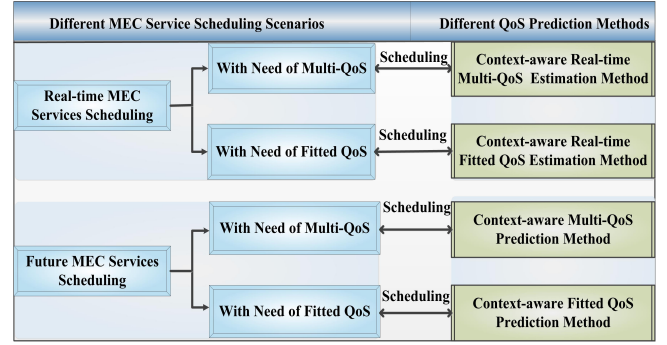 Different MEC Service Scheduling Scenarios
Different QoS Prediction Methods
Real-time MEC
Services Scheduling
With Need of Multi-QoS
Scheduling
Context-aware Real-time
Multi-QoS Estimation Method
With Need of Fitted QoS
Scheduling
Context-aware Real-time
Fitted QoS Estimation Method
Future MEC Services
Scheduling
With Need of Multi-QoS
Scheduling
Context-aware Multi-QoS
Prediction Method
With Need of Fitted QoS
Scheduling
Context-aware Fitted QoS
Prediction Method